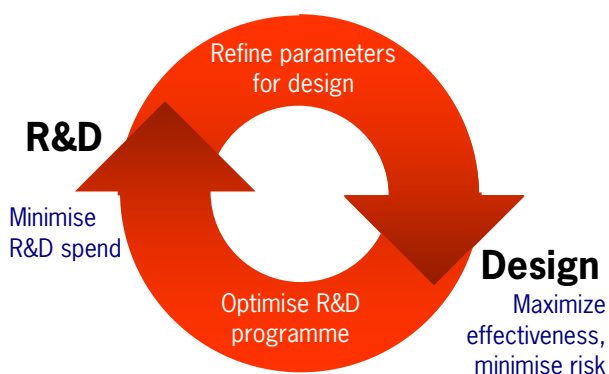 Refine parameters
for design
R&D
Minimise
R&D spend
Design
Maximize
effectiveness,
minimise risk
Optimise R&D
programme